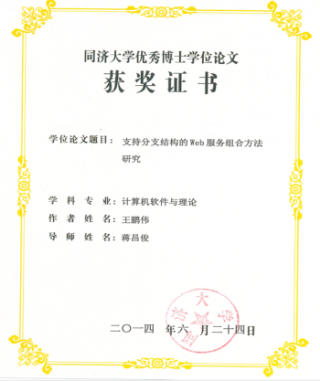 同济大学优秀博士学位论文
获奖证书
学位论文题目：支持分支结构的Web服务组合方法
研究
学科专业：计算机软件与理论
作者姓名：王鹏伟
导师姓名：蒋昌俊
同济大学
二〇一四年六月二十四日